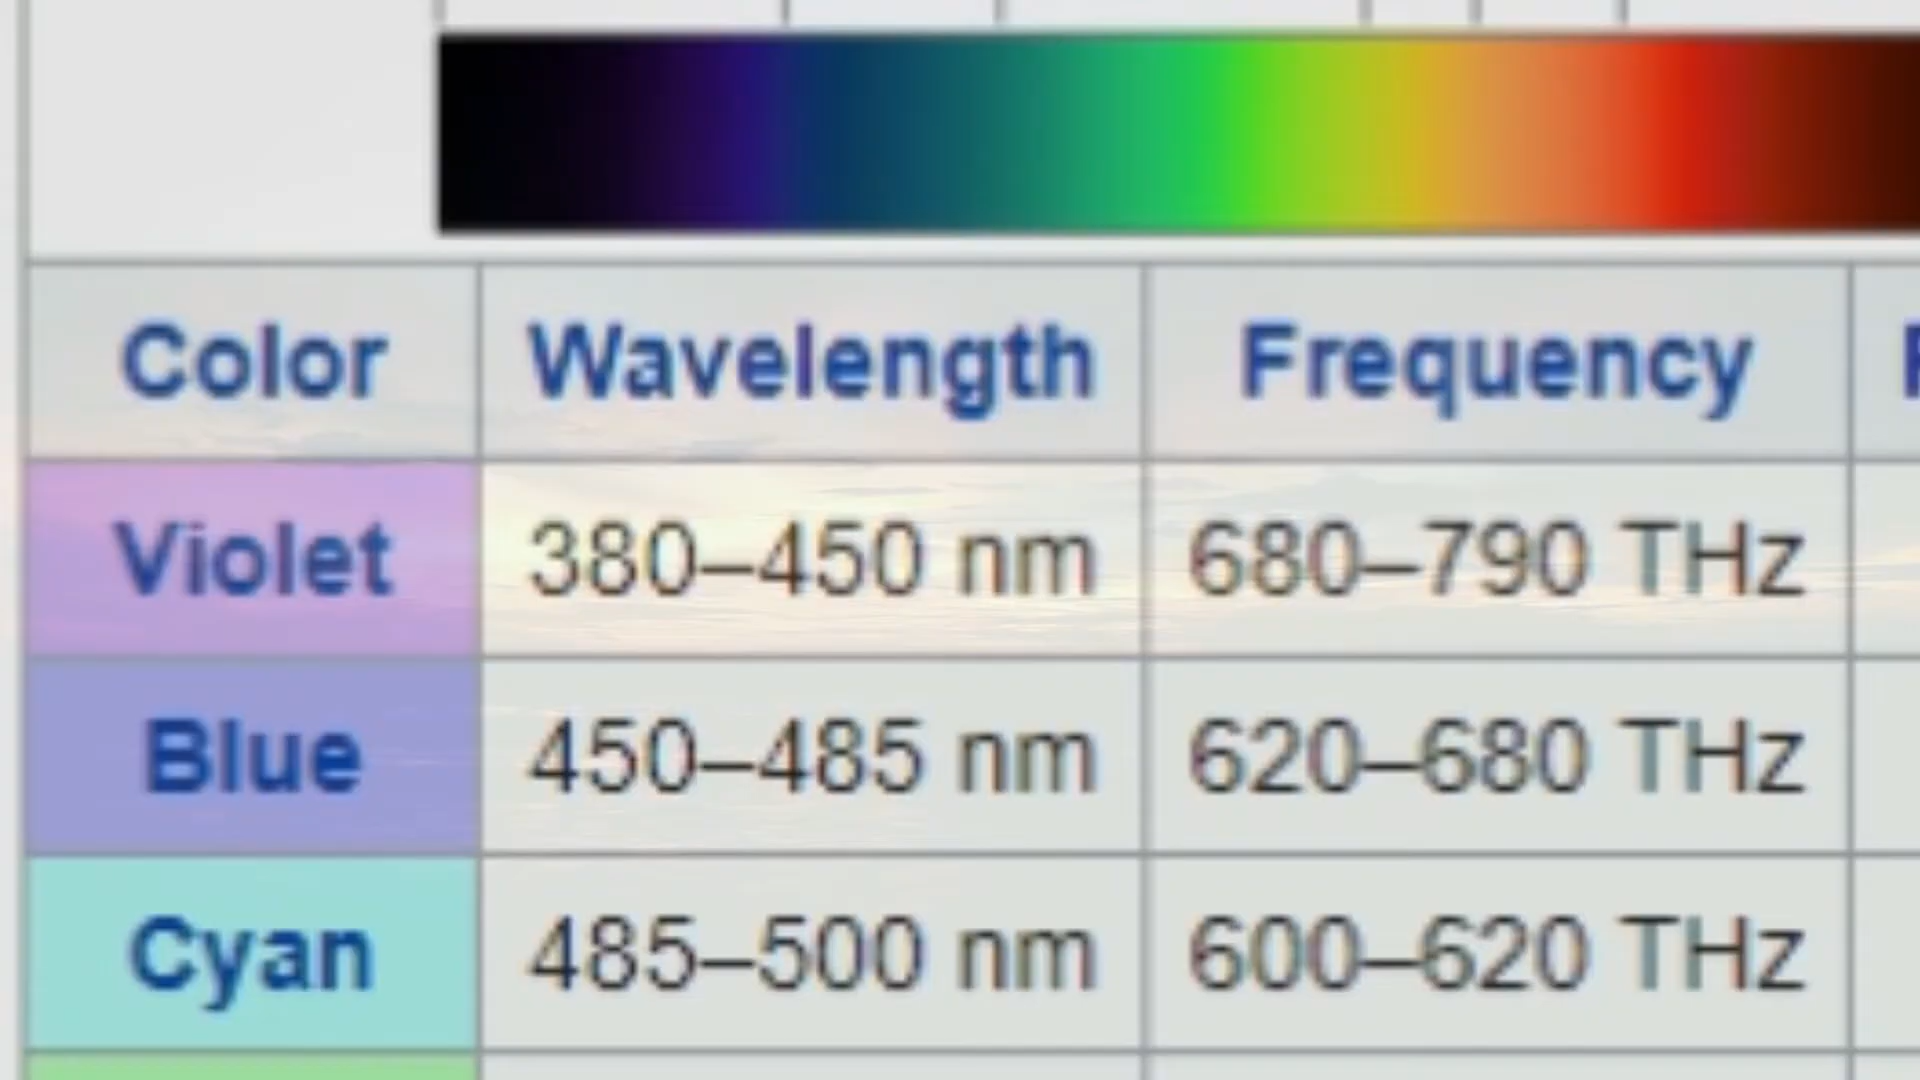 Color Wavelength Frequency
Violet 380–450 nm 680–790 THz
Blue 450–485 nm 620–680 THz
Cyan 485–500 nm 600–620 THz